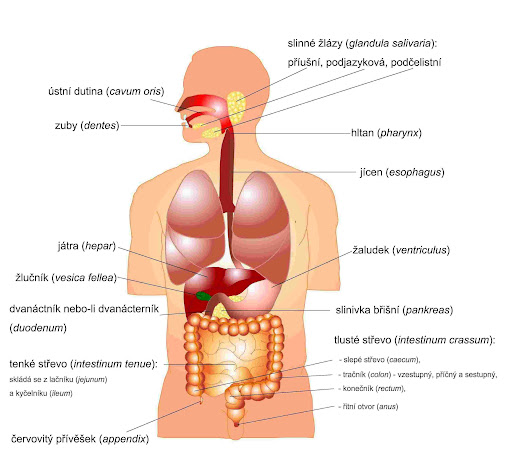 slinné žlázy (glandula salivaria):
příušní, podjazyková, podčelistní
ústní dutina (cavum oris)
zuby (dentes)
hltan (pharynx)
jícen (esophagus)
játra (hepar)
žaludek (ventriculus)
žlučník (vesica fellea)
dvanáctník nebo-li dvanácterník
(duodenum)
slinivka břišní (pankreas)
tlusté střevo (intestinum crassum):
- slepé střevo (caecum),
- tračník (colon) - vzestupný, příčný a sestupný,
- konečník (rectum),
- řitní otvor (anus)
tenké střevo (intestinum tenue):
skládá se z lačníku (jejunum)
a kyčelníku (ileum)
červovitý přívěšek (appendix)